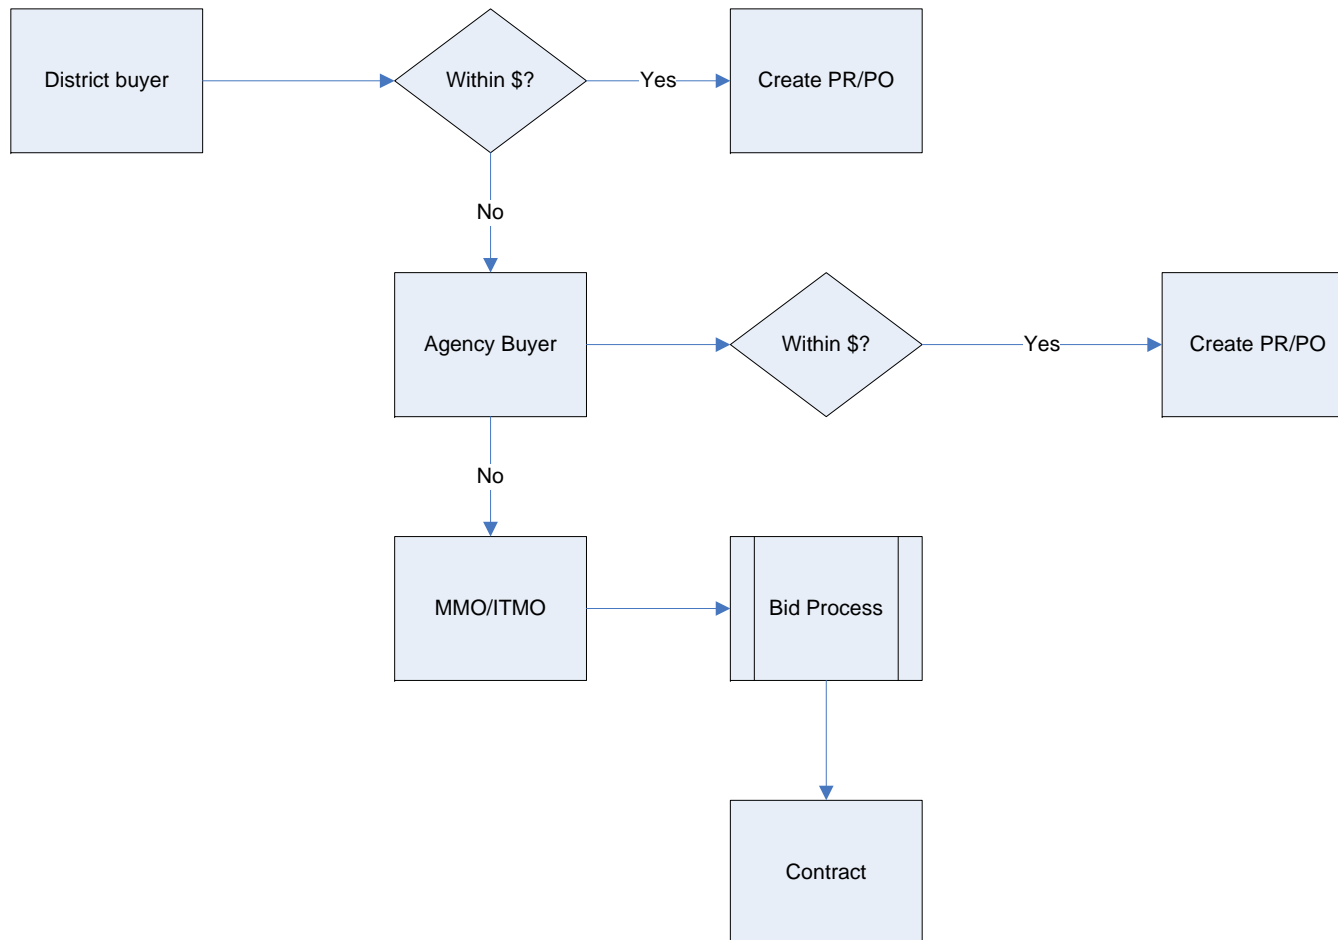 District buyer
Within $?
Yes
Create PR/PO
No
Agency Buyer
Within $?
Yes
Create PR/PO
No
MMO/ITMO
Bid Process
Contract